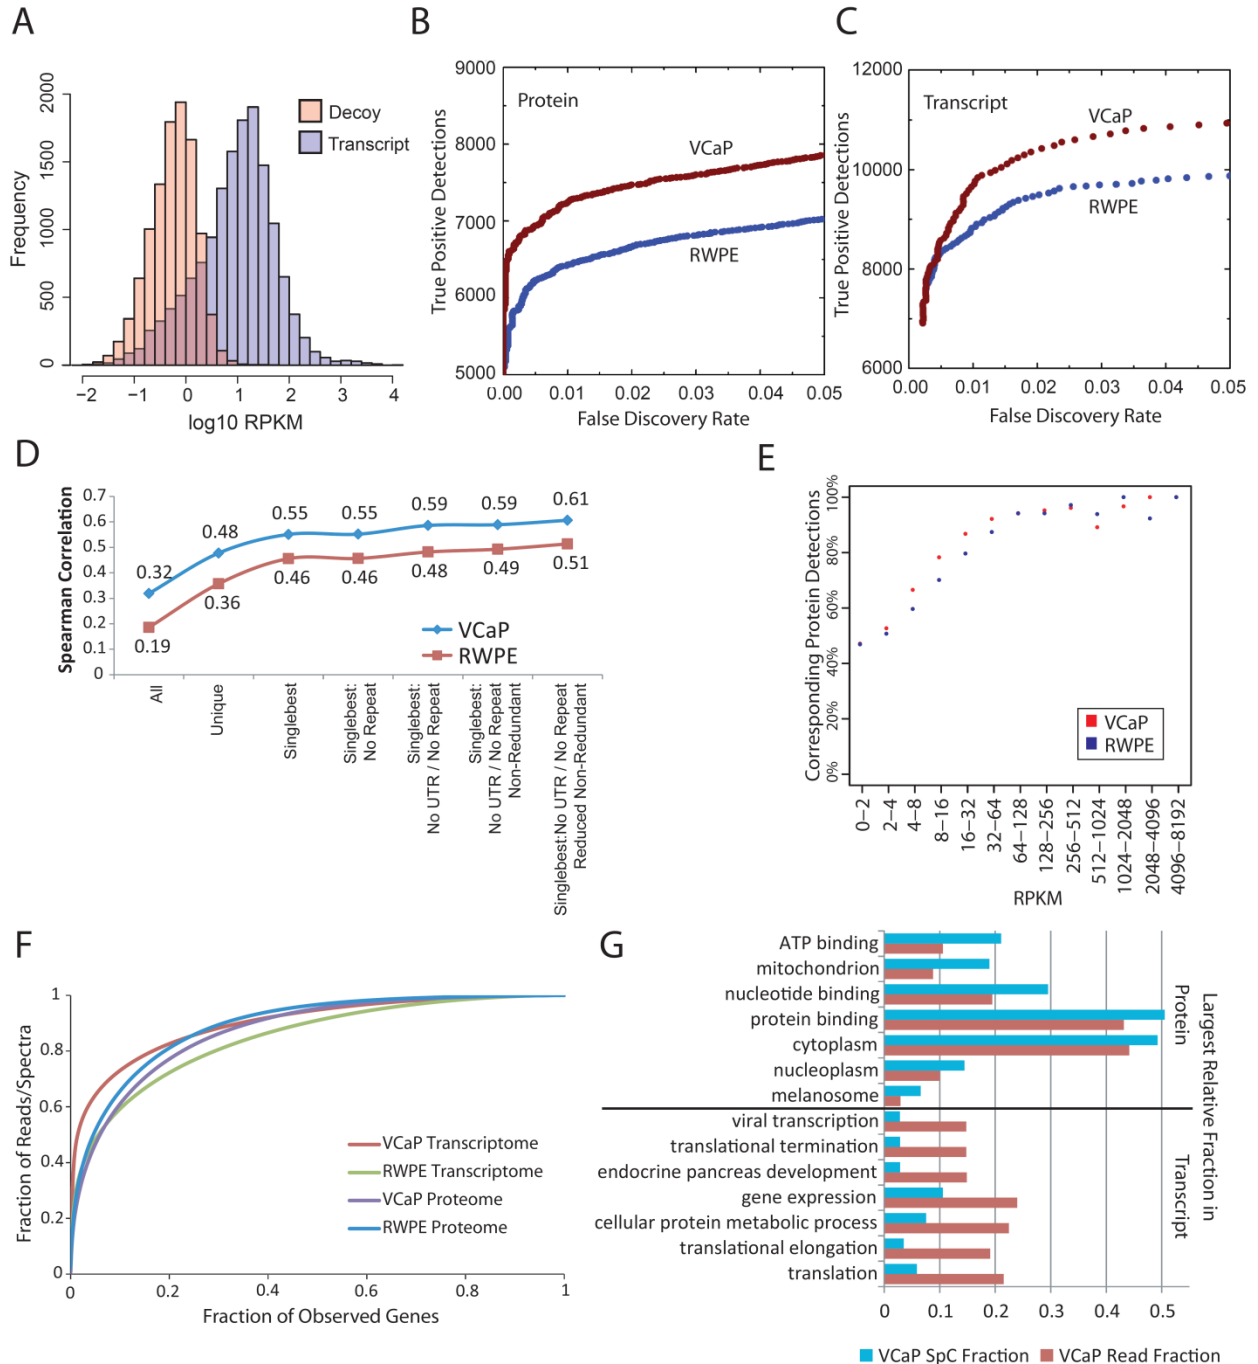 A
2000
1500
1000
500
0
Frequency
Decoy
Transcript
−2
−1
0
1
2
3
4
log10 RPKM
B
9000
8000
7000
6000
5000
True Positive Detections
Protein
VCaP
RWPE
0.00
0.01
0.02
0.03
0.04
0.05
False Discovery Rate
C
12000
10000
8000
6000
True Positive Detections
Transcript
VCaP
RWPE
0.00
0.01
0.02
0.03
0.04
0.05
False Discovery Rate
D
Spearman Correlation
0.7
0.6
0.5
0.4
0.3
0.2
0.1
0
0.32
0.48
0.55
0.55
0.59
0.59
0.61
0.19
0.36
0.46
0.46
0.48
0.49
0.51
VCaP
RWPE
All
Unique
Singlebest
Singlebest:
No Repeat
Singlebest:
No UTR / No Repeat
Singlebest:
No UTR / No Repeat
Non-Redundant
Singlebest:No UTR / No Repeat
Reduced Non-Redundant
E
Corresponding Protein Detections
100%
80%
60%
40%
20%
0%
VCaP
RWPE
0−2
2−4
4−8
8−16
16−32
32−64
64−128
128−256
256−512
512−1024
1024−2048
2048−4096
4096−8192
RPKM
F
Fraction of Reads/Spectra
1
0.8
0.6
0.4
0.2
0
VCaP Transcriptome
RWPE Transcriptome
VCaP Proteome
RWPE Proteome
0
0.2
0.4
0.6
0.8
1
Fraction of Observed Genes
G
ATP binding
mitochondrion
nucleotide binding
protein binding
cytoplasm
nucleoplasm
melanosome
viral transcription
translational termination
endocrine pancreas development
gene expression
cellular protein metabolic process
translational elongation
translation
Protein
Transcript
Largest Relative Fraction in
0
0.1
0.2
0.3
0.4
0.5
VCaP SpC Fraction
VCaP Read Fraction